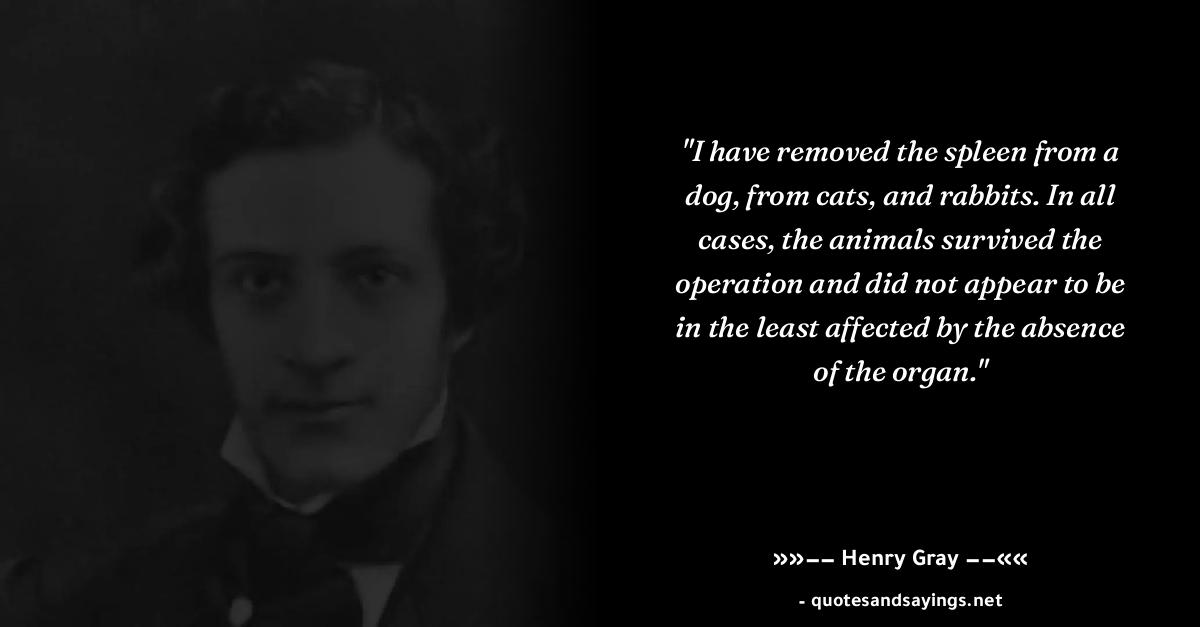 "I have removed the spleen from a
dog, from cats, and rabbits. In all
cases, the animals survived the
operation and did not appear to be
in the least affected by the absence
of the organ."
»»−− Henry Gray −−««
- quotesandsayings.net